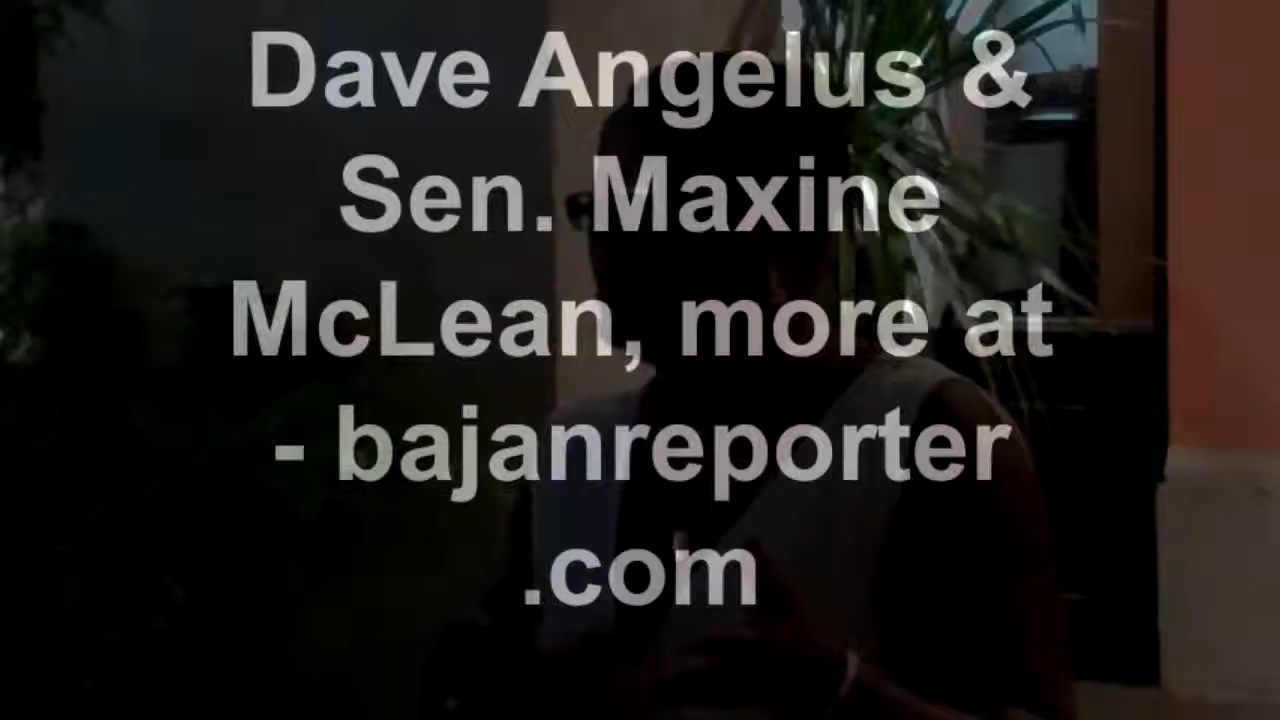 Dave Angelus &
Sen. Maxine
McLean, more at
- bajanreporter
.com